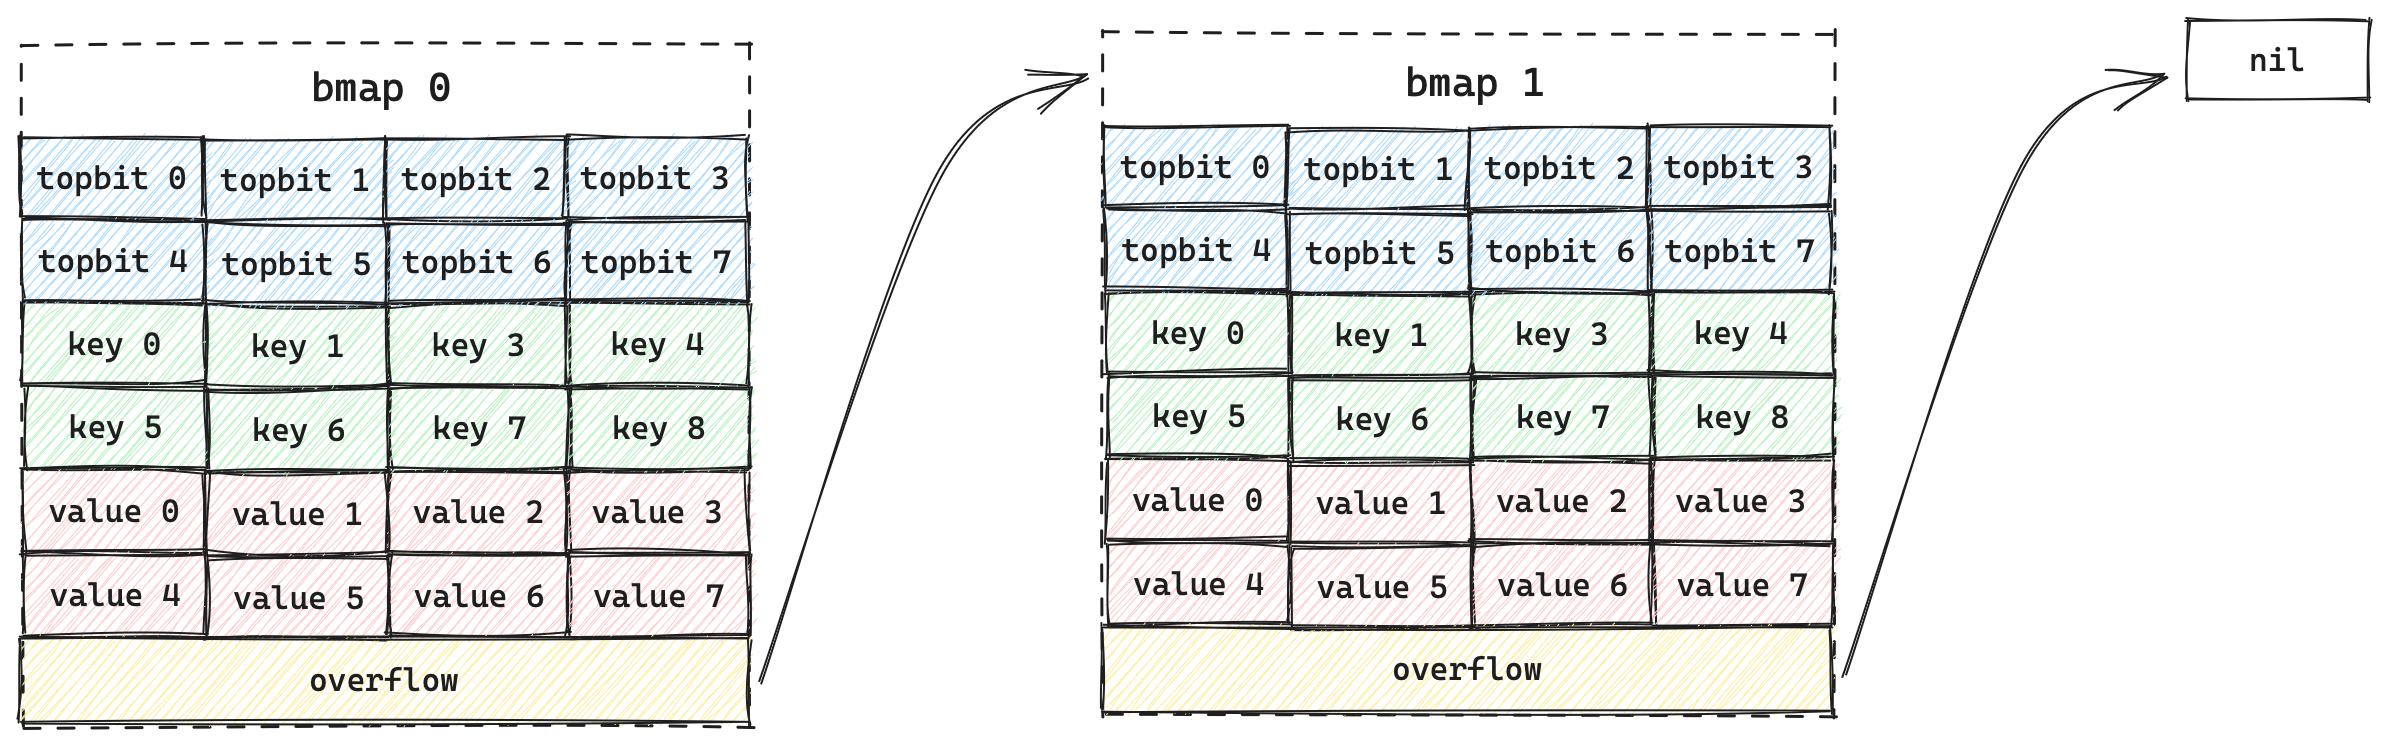 bmap 0
topbit 0 topbit 1 topbit 2 topbit 3
topbit 4 topbit 5 topbit 6 topbit 7
key 0 key 1 key 3 key 4
key 5 key 6 key 7 key 8
value 0 value 1 value 2 value 3
value 4 value 5 value 6 value 7
overflow
bmap 1
topbit 0 topbit 1 topbit 2 topbit 3
topbit 4 topbit 5 topbit 6 topbit 7
key 0 key 1 key 3 key 4
key 5 key 6 key 7 key 8
value 0 value 1 value 2 value 3
value 4 value 5 value 6 value 7
overflow
nil